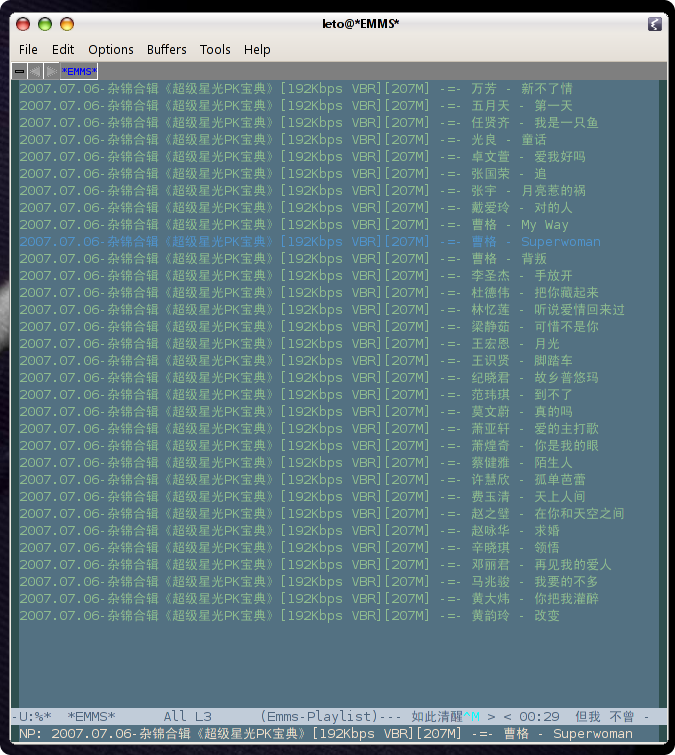 leto@*EMMS*
File Edit Options Buffers Tools Help
*EMMS*
2007.07.06-杂锦合辑《超级星光PK宝典》[192Kbps VBR][207M] -=- 万芳 - 新不了情
2007.07.06-杂锦合辑《超级星光PK宝典》[192Kbps VBR][207M] -=- 五月天 - 第一天
2007.07.06-杂锦合辑《超级星光PK宝典》[192Kbps VBR][207M] -=- 任贤齐 - 我是一只鱼
2007.07.06-杂锦合辑《超级星光PK宝典》[192Kbps VBR][207M] -=- 光良 - 童话
2007.07.06-杂锦合辑《超级星光PK宝典》[192Kbps VBR][207M] -=- 卓文萱 - 爱我好吗
2007.07.06-杂锦合辑《超级星光PK宝典》[192Kbps VBR][207M] -=- 张国荣 - 追
2007.07.06-杂锦合辑《超级星光PK宝典》[192Kbps VBR][207M] -=- 张宇 - 月亮惹的祸
2007.07.06-杂锦合辑《超级星光PK宝典》[192Kbps VBR][207M] -=- 戴爱玲 - 对的人
2007.07.06-杂锦合辑《超级星光PK宝典》[192Kbps VBR][207M] -=- 曹格 - My Way
2007.07.06-杂锦合辑《超级星光PK宝典》[192Kbps VBR][207M] -=- 曹格 - Superwoman
2007.07.06-杂锦合辑《超级星光PK宝典》[192Kbps VBR][207M] -=- 曹格 - 背叛
2007.07.06-杂锦合辑《超级星光PK宝典》[192Kbps VBR][207M] -=- 李圣杰 - 手放开
2007.07.06-杂锦合辑《超级星光PK宝典》[192Kbps VBR][207M] -=- 杜德伟 - 把你藏起来
2007.07.06-杂锦合辑《超级星光PK宝典》[192Kbps VBR][207M] -=- 林忆莲 - 听说爱情回来过
2007.07.06-杂锦合辑《超级星光PK宝典》[192Kbps VBR][207M] -=- 梁静茹 - 可惜不是你
2007.07.06-杂锦合辑《超级星光PK宝典》[192Kbps VBR][207M] -=- 王宏恩 - 月光
2007.07.06-杂锦合辑《超级星光PK宝典》[192Kbps VBR][207M] -=- 王识贤 - 脚踏车
2007.07.06-杂锦合辑《超级星光PK宝典》[192Kbps VBR][207M] -=- 纪晓君 - 故乡普悠玛
2007.07.06-杂锦合辑《超级星光PK宝典》[192Kbps VBR][207M] -=- 范玮琪 - 到不了
2007.07.06-杂锦合辑《超级星光PK宝典》[192Kbps VBR][207M] -=- 莫文蔚 - 真的吗
2007.07.06-杂锦合辑《超级星光PK宝典》[192Kbps VBR][207M] -=- 萧亚轩 - 爱的主打歌
2007.07.06-杂锦合辑《超级星光PK宝典》[192Kbps VBR][207M] -=- 萧煌奇 - 你是我的眼
2007.07.06-杂锦合辑《超级星光PK宝典》[192Kbps VBR][207M] -=- 蔡健雅 - 陌生人
2007.07.06-杂锦合辑《超级星光PK宝典》[192Kbps VBR][207M] -=- 许慧欣 - 孤单芭蕾
2007.07.06-杂锦合辑《超级星光PK宝典》[192Kbps VBR][207M] -=- 费玉清 - 天上人间
2007.07.06-杂锦合辑《超级星光PK宝典》[192Kbps VBR][207M] -=- 赵之璧 - 在你和天空之间
2007.07.06-杂锦合辑《超级星光PK宝典》[192Kbps VBR][207M] -=- 赵咏华 - 求婚
2007.07.06-杂锦合辑《超级星光PK宝典》[192Kbps VBR][207M] -=- 辛晓琪 - 领悟
2007.07.06-杂锦合辑《超级星光PK宝典》[192Kbps VBR][207M] -=- 邓丽君 - 再见我的爱人
2007.07.06-杂锦合辑《超级星光PK宝典》[192Kbps VBR][207M] -=- 马兆骏 - 我要的不多
2007.07.06-杂锦合辑《超级星光PK宝典》[192Kbps VBR][207M] -=- 黄大炜 - 你把我灌醉
2007.07.06-杂锦合辑《超级星光PK宝典》[192Kbps VBR][207M] -=- 黄韵玲 - 改变
-U:%* *EMMS* All L3 (Emms-Playlist)--- 如此清醒^M > < 00:29 但我 不曾 -
NP: 2007.07.06-杂锦合辑《超级星光PK宝典》[192Kbps VBR][207M] -=- 曹格 - Superwoman